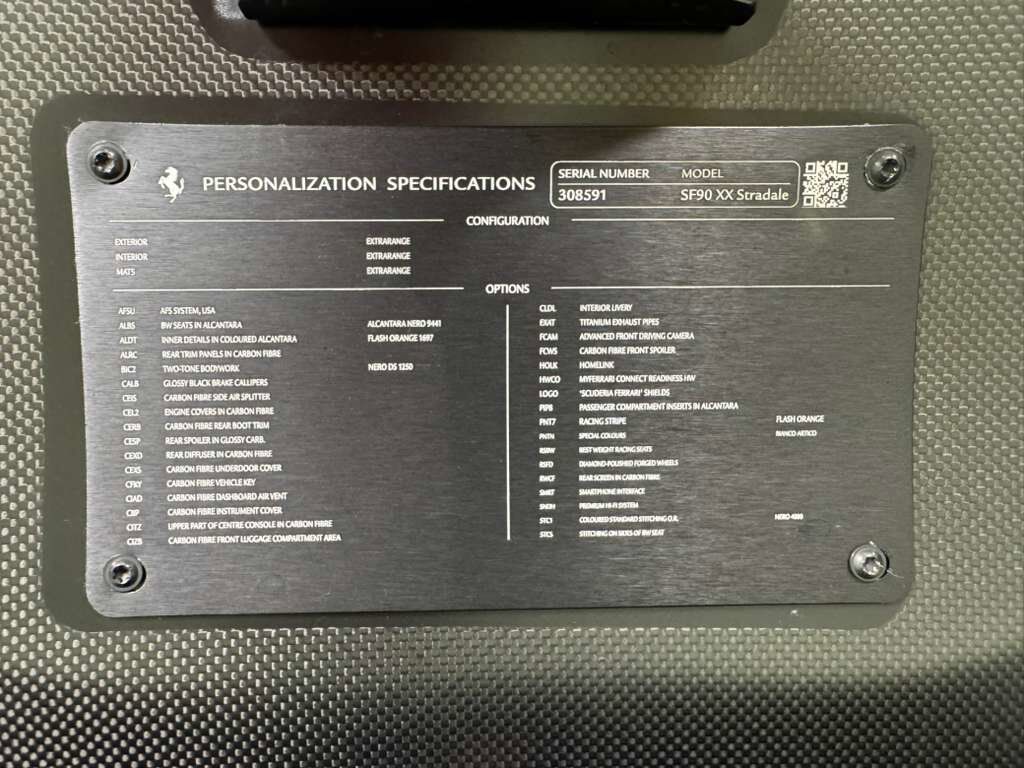 PERSONALIZATION SPECIFICATIONS
SERIAL NUMBER MODEL
308591 SF90 XX Stradale
CONFIGURATION
EXTERIOR EXTRARANGE
INTERIOR EXTRARANGE
MATS EXTRARANGE
OPTIONS
AFSU AFS SYSTEM, USA
ALBS BW SEATS IN ALCANTARA ALCANTARA NERO 9441
ALDT INNER DETAILS IN COLOURED ALCANTARA FLASH ORANGE 1697
ALRC REAR TRIM PANELS IN CARBON FIBRE
BIC2 TWO-TONE BODYWORK NERO DS 1250
CALB GLOSSY BLACK BRAKE CALLIPERS
CEIS CARBON FIBRE SIDE AIR SPLITTER
CEL2 ENGINE COVERS IN CARBON FIBRE
CERB CARBON FIBRE REAR BOOT TRIM
CESP REAR SPOILER IN GLOSSY CARB.
CEXD REAR DIFFUSER IN CARBON FIBRE
CEXS CARBON FIBRE UNDERDOOR COVER
CFKY CARBON FIBRE VEHICLE KEY
CIAD CARBON FIBRE DASHBOARD AIR VENT
CIIP CARBON FIBRE INSTRUMENT COVER
CITZ UPPER PART OF CENTRE CONSOLE IN CARBON FIBRE
CIZB CARBON FIBRE FRONT LUGGAGE COMPARTMENT AREA
CLDL INTERIOR LIVERY
EXAT TITANIUM EXHAUST PIPES
FCAM ADVANCED FRONT DRIVING CAMERA
FCWS CARBON FIBRE FRONT SPOILER
HOLK HOMELINK
HWCO MYFERRARI CONNECT READINESS HW
LOGO 'SCUDERIA FERRARI' SHIELDS
PIP8 PASSENGER COMPARTMENT INSERTS IN ALCANTARA
PNT7 RACING STRIPE FLASH ORANGE
PNTN SPECIAL COLOURS BIANCO ARTICO
RSBW BEST WEIGHT RACING SEATS
RSFD DIAMOND-POLISHED FORGED WHEELS
RWCF REAR SCREEN IN CARBON FIBRE
SMRT SMARTPHONE INTERFACE
SNDH PREMIUM HI-FI SYSTEM
STC1 COLOURED STANDARD STITCHING O.R.
STCS STITCHING ON SIDES OF BW SEAT